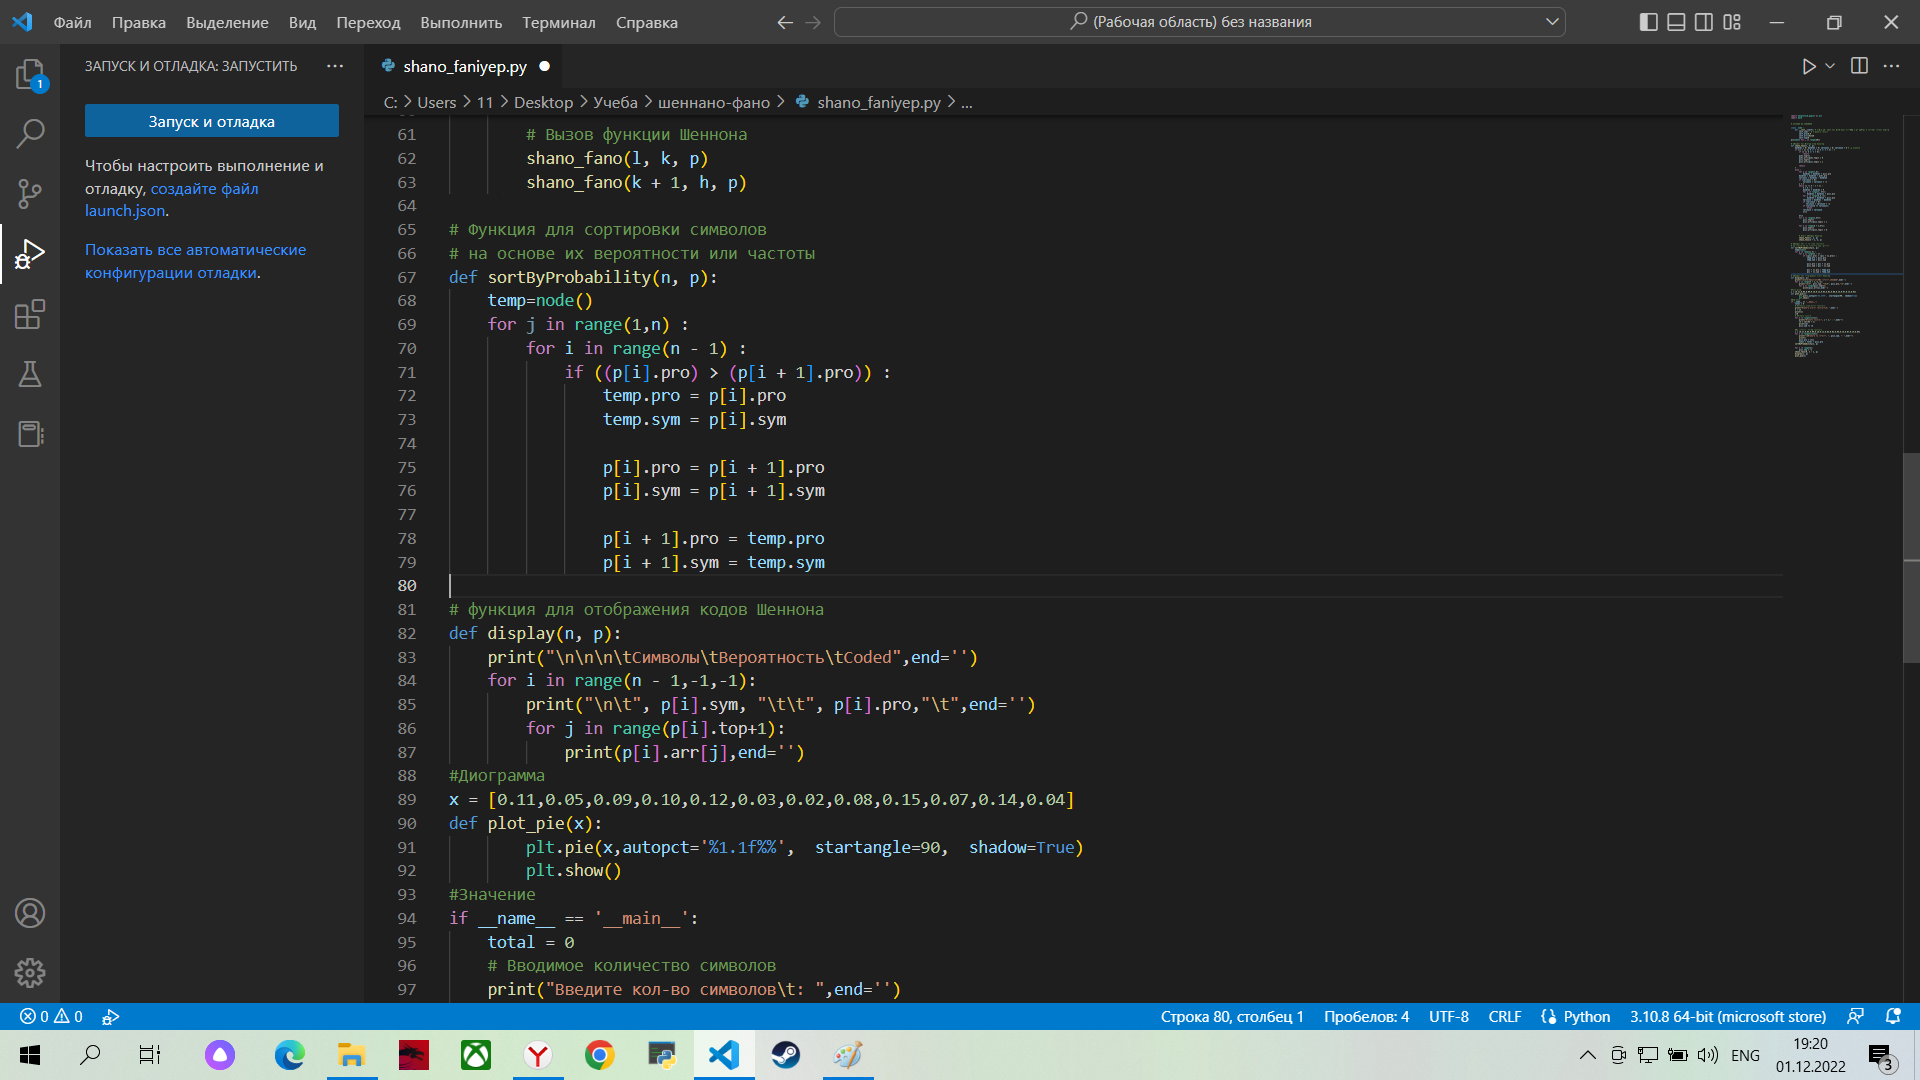 Файл Правка Выделение Вид Переход Выполнить Терминал Справка (Рабочая область) без названия
ЗАПУСК И ОТЛАДКА: ЗАПУСТИТЬ ...
shano_faniyep.py
1
C: > Users > 11 > Desktop > Учеба > шеннано-фано > shano_faniyep.py > ...
Запуск и отладка
Чтобы настроить выполнение и
отладку, создайте файл
launch.json.
Показать все автоматические
конфигурации отладки.
61 # Вызов функции Шеннона
62 shano_fano(l, k, p)
63 shano_fano(k + 1, h, p)
64
65 # Функция для сортировки символов
66 # на основе их вероятности или частоты
67 def sortByProbability(n, p):
68 temp=node()
69 for j in range(1,n) :
70 for i in range(n - 1) :
71 if ((p[i].pro) > (p[i + 1].pro)) :
72 temp.pro = p[i].pro
73 temp.sym = p[i].sym
74
75 p[i].pro = p[i + 1].pro
76 p[i].sym = p[i + 1].sym
77
78 p[i + 1].pro = temp.pro
79 p[i + 1].sym = temp.sym
80
81 # функция для отображения кодов Шеннона
82 def display(n, p):
83 print("\n\n\n\tСимволы\tВероятность\tCoded",end='')
84 for i in range(n - 1,-1,-1):
85 print("\n\t", p[i].sym, "\t\t", p[i].pro,"\t",end='')
86 for j in range(p[i].top+1):
87 print(p[i].arr[j],end='')
88 #Диограмма
89 x = [0.11,0.05,0.09,0.10,0.12,0.03,0.02,0.08,0.15,0.07,0.14,0.04]
90 def plot_pie(x):
91 plt.pie(x,autopct='%1.1f%%', startangle=90, shadow=True)
92 plt.show()
93 #Значение
94 if __name__ == '__main__':
95 total = 0
96 # Вводимое количество символов
97 print("Введите кол-во символов\t: ",end='')
0 0 Строка 80, столбец 1 Пробелов: 4 UTF-8 CRLF Python 3.10.8 64-bit (microsoft store)
ENG 19:20
01.12.2022
3